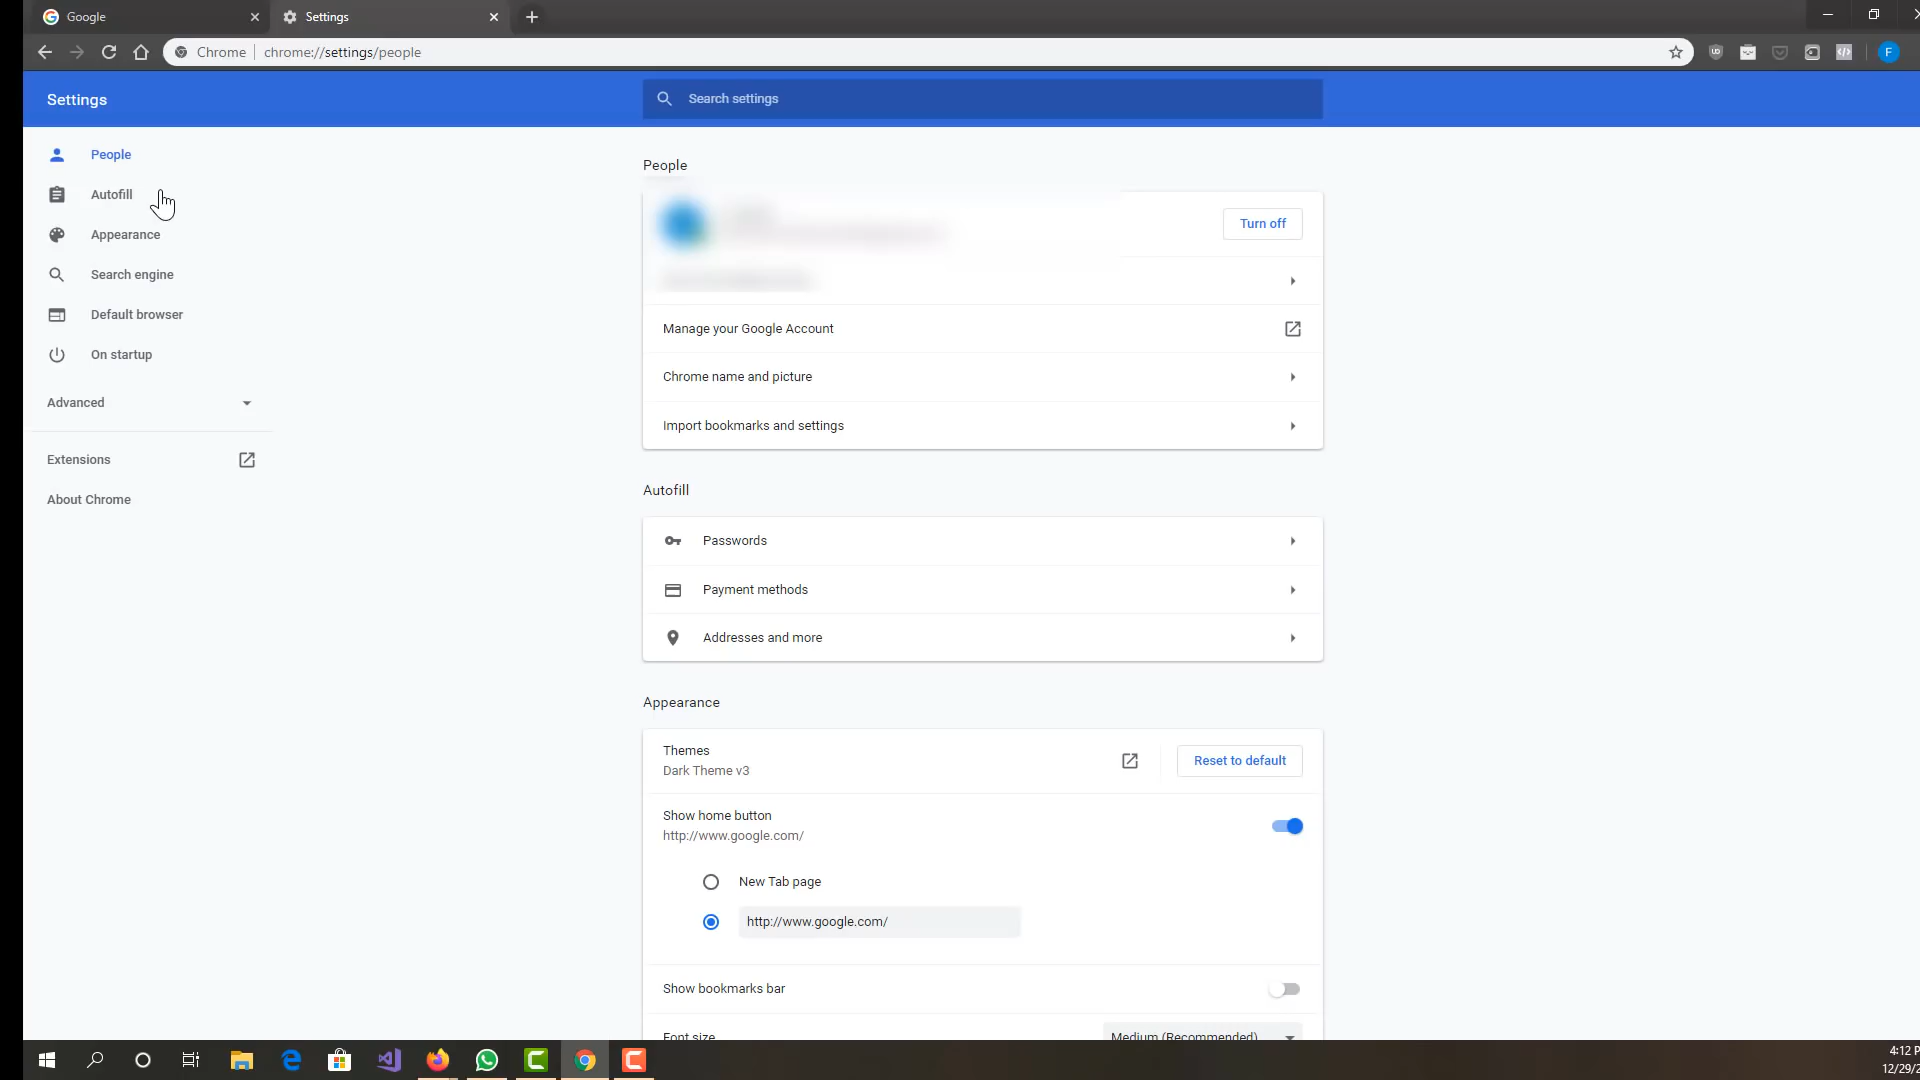 Google
Settings
Chrome
chrome://settings/people
F
Settings
Search settings
People
Autofill
Appearance
Search engine
Default browser
On startup
Advanced
Extensions
About Chrome
People
Turn off
Manage your Google Account
Chrome name and picture
Import bookmarks and settings
Autofill
Passwords
Payment methods
Addresses and more
Appearance
Themes
Dark Theme v3
Reset to default
Show home button
http://www.google.com/
New Tab page
http://www.google.com/
Show bookmarks bar
Font size
Medium (Recommended)
4:12 P
12/29/2